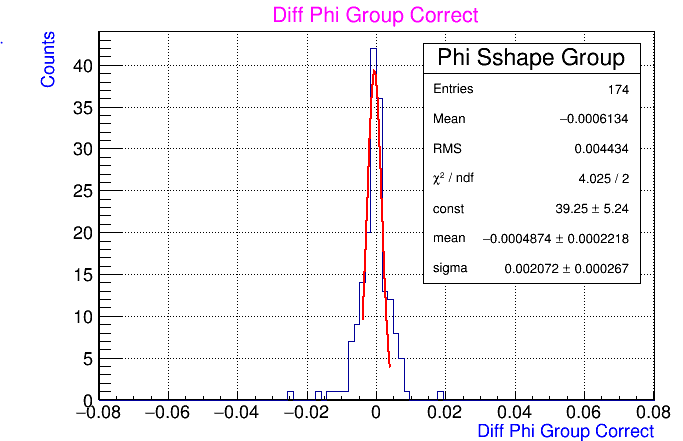 Diff Phi Group Correct
Counts
Phi Sshape Group
Entries 174
Mean −0.0006134
RMS 0.004434
χ² / ndf 4.025 / 2
const 39.25 ± 5.24
mean −0.0004874 ± 0.0002218
sigma 0.002072 ± 0.000267
40
35
30
25
20
15
10
5
0
−0.08 −0.06 −0.04 −0.02 0 0.02 0.04 0.06 0.08
Diff Phi Group Correct